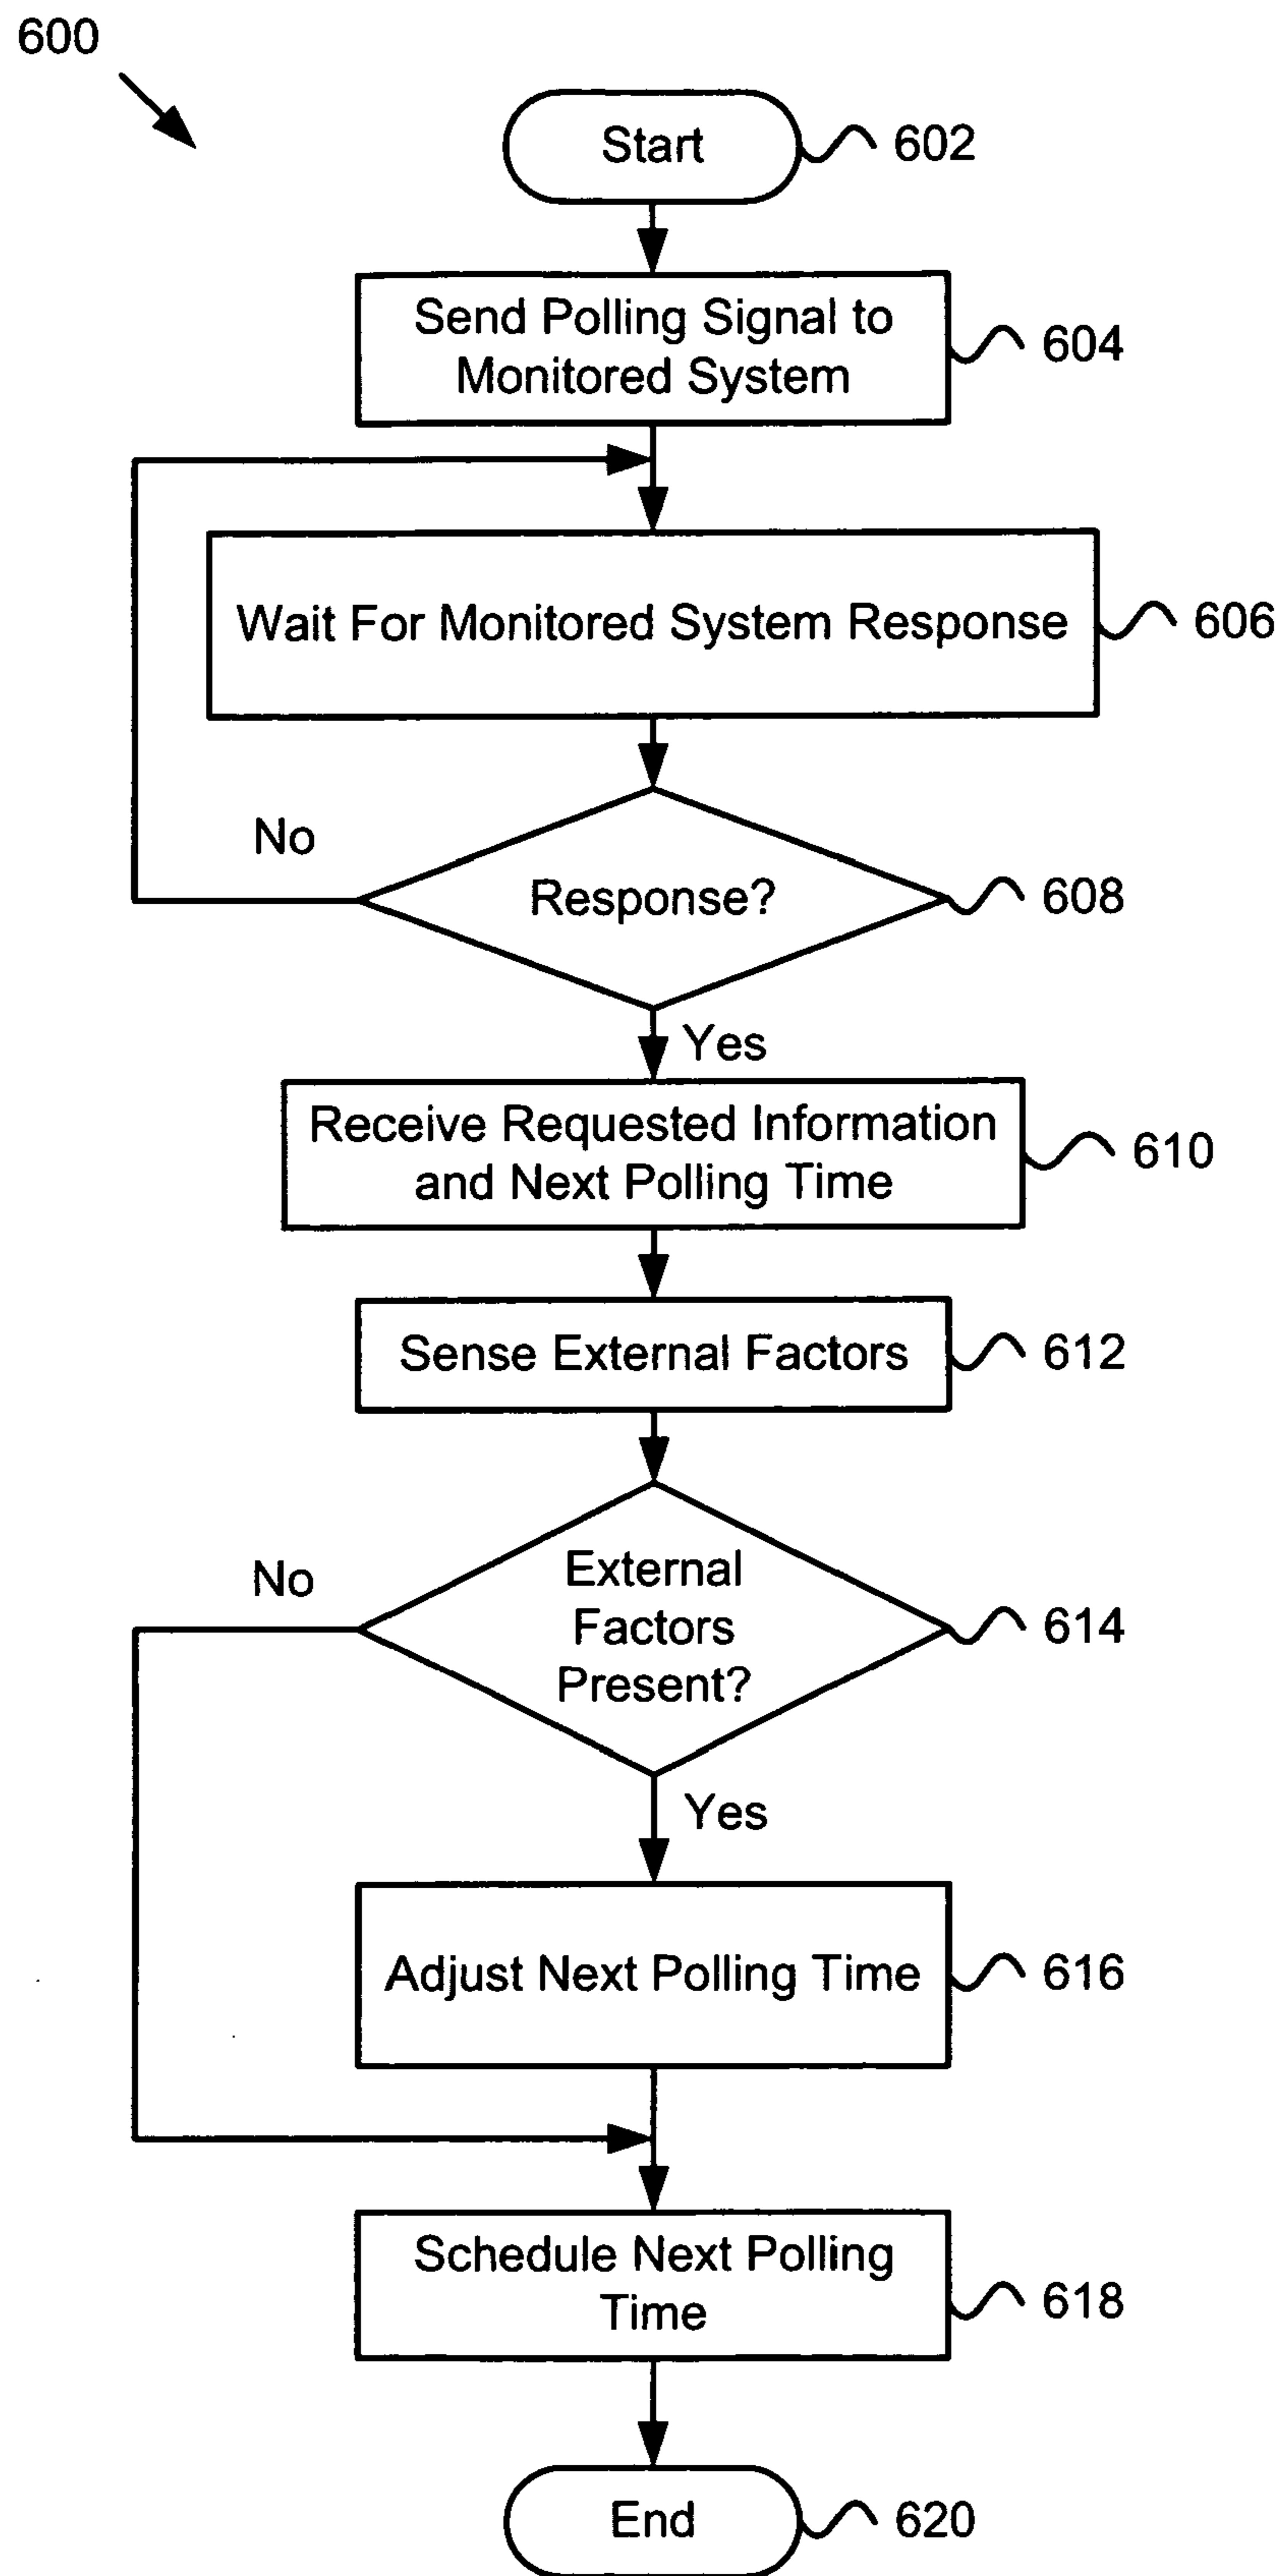 600
Start
602
Send Polling Signal to
Monitored System
604
Wait For Monitored System Response
606
No
Response?
608
Yes
Receive Requested Information
and Next Polling Time
610
Sense External Factors
612
No
External
Factors
Present?
614
Yes
Adjust Next Polling Time
616
Schedule Next Polling
Time
618
End
620